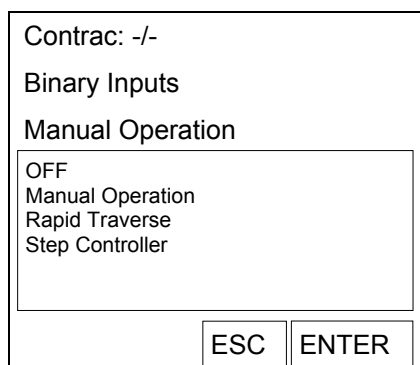 Contrac: -/-
Binary Inputs
Manual Operation
OFF
Manual Operation
Rapid Traverse
Step Controller
ESC ENTER